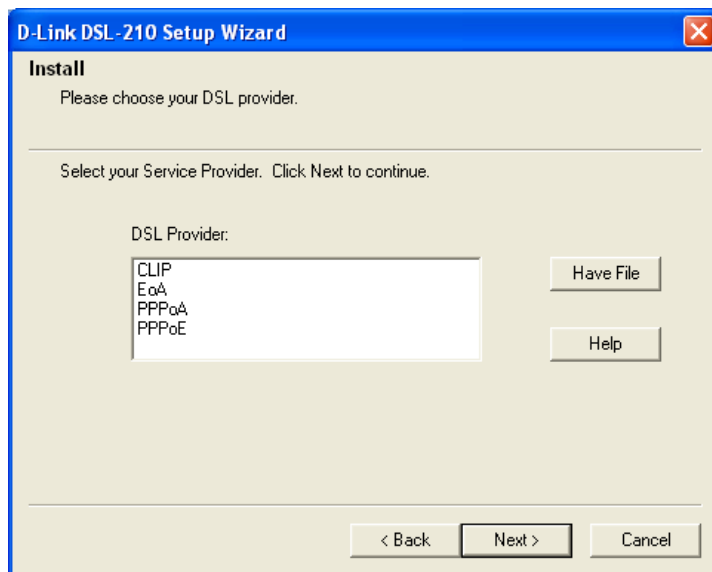 D-Link DSL-210 Setup Wizard
Install
Please choose your DSL provider.
Select your Service Provider.  Click Next to continue.
DSL Provider:
CLIP
EoA
PPPoA
PPPoE
Have File
Help
< Back
Next >
Cancel